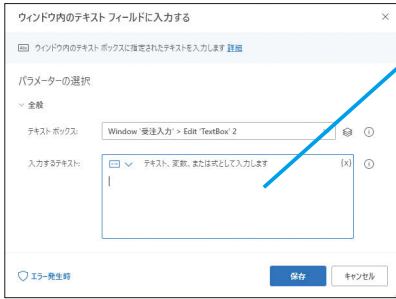 ウィンドウ内のテキスト フィールドに入力する
Abc ウィンドウ内のテキスト ボックスに指定されたテキストを入力します 詳細
パラメーターの選択
全般
テキスト ボックス: Window '受注入力' > Edit 'TextBox' 2
入力するテキスト: テキスト、変数、または式として入力します {x}
エラー発生時 保存 キャンセル